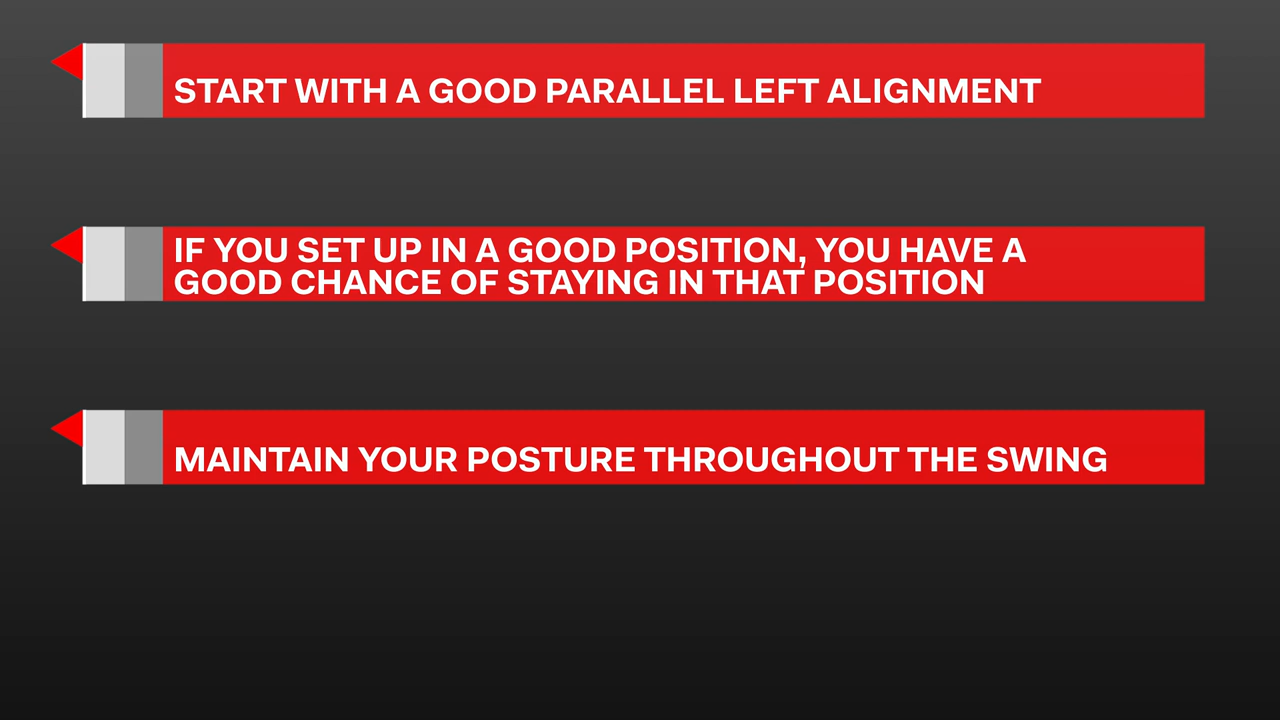 START WITH A GOOD PARALLEL LEFT ALIGNMENT
IF YOU SET UP IN A GOOD POSITION, YOU HAVE A
GOOD CHANCE OF STAYING IN THAT POSITION
MAINTAIN YOUR POSTURE THROUGHOUT THE SWING